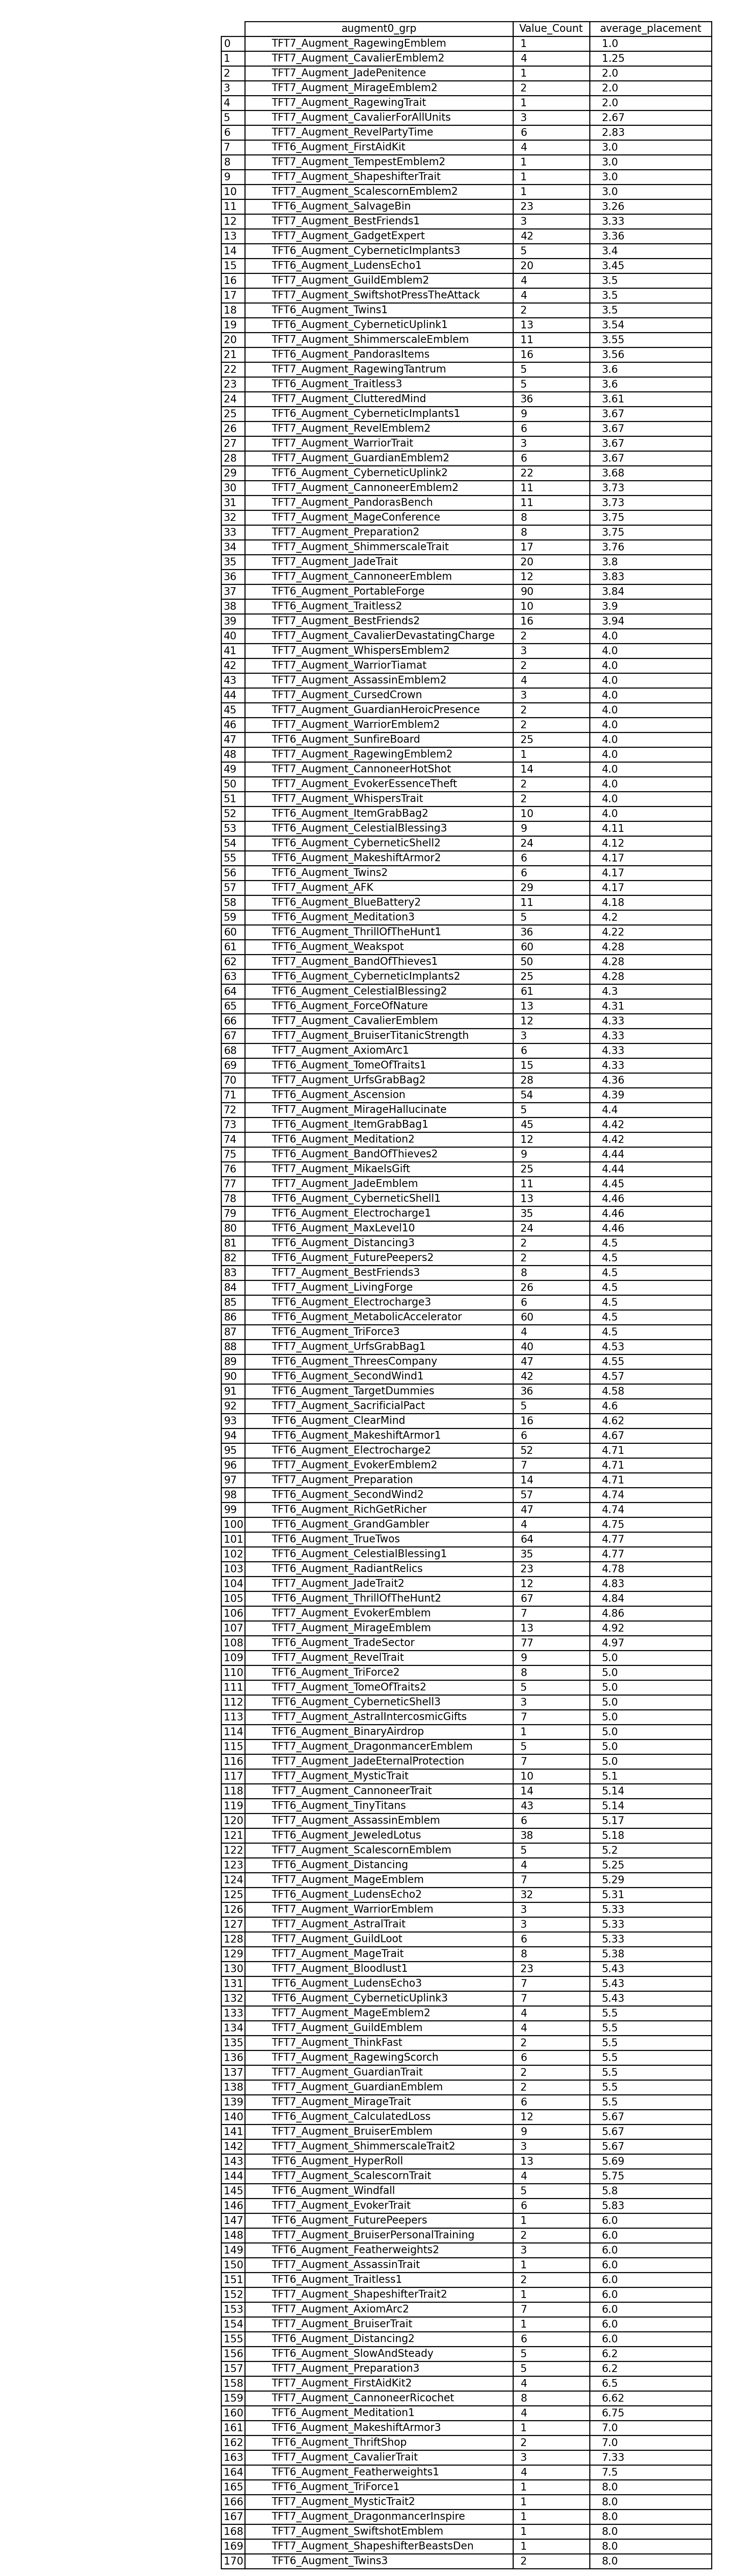 augment0_grp Value_Count average_placement
0 TFT7_Augment_RagewingEmblem 1 1.0
1 TFT7_Augment_CavalierEmblem2 4 1.25
2 TFT7_Augment_JadePenitence 1 2.0
3 TFT7_Augment_MirageEmblem2 2 2.0
4 TFT7_Augment_RagewingTrait 1 2.0
5 TFT7_Augment_CavalierForAllUnits 3 2.67
6 TFT7_Augment_RevelPartyTime 6 2.83
7 TFT6_Augment_FirstAidKit 4 3.0
8 TFT7_Augment_TempestEmblem2 1 3.0
9 TFT7_Augment_ShapeshifterTrait 1 3.0
10 TFT7_Augment_ScalescornEmblem2 1 3.0
11 TFT6_Augment_SalvageBin 23 3.26
12 TFT7_Augment_BestFriends1 3 3.33
13 TFT7_Augment_GadgetExpert 42 3.36
14 TFT6_Augment_CyberneticImplants3 5 3.4
15 TFT6_Augment_LudensEcho1 20 3.45
16 TFT7_Augment_GuildEmblem2 4 3.5
17 TFT7_Augment_SwiftshotPressTheAttack 4 3.5
18 TFT6_Augment_Twins1 2 3.5
19 TFT6_Augment_CyberneticUplink1 13 3.54
20 TFT7_Augment_ShimmerscaleEmblem 11 3.55
21 TFT6_Augment_PandorasItems 16 3.56
22 TFT7_Augment_RagewingTantrum 5 3.6
23 TFT6_Augment_Traitless3 5 3.6
24 TFT7_Augment_ClutteredMind 36 3.61
25 TFT6_Augment_CyberneticImplants1 9 3.67
26 TFT7_Augment_RevelEmblem2 6 3.67
27 TFT7_Augment_WarriorTrait 3 3.67
28 TFT7_Augment_GuardianEmblem2 6 3.67
29 TFT6_Augment_CyberneticUplink2 22 3.68
30 TFT7_Augment_CannoneerEmblem2 11 3.73
31 TFT7_Augment_PandorasBench 11 3.73
32 TFT7_Augment_MageConference 8 3.75
33 TFT7_Augment_Preparation2 8 3.75
34 TFT7_Augment_ShimmerscaleTrait 17 3.76
35 TFT7_Augment_JadeTrait 20 3.8
36 TFT7_Augment_CannoneerEmblem 12 3.83
37 TFT6_Augment_PortableForge 90 3.84
38 TFT6_Augment_Traitless2 10 3.9
39 TFT7_Augment_BestFriends2 16 3.94
40 TFT7_Augment_CavalierDevastatingCharge 2 4.0
41 TFT7_Augment_WhispersEmblem2 3 4.0
42 TFT7_Augment_WarriorTiamat 2 4.0
43 TFT7_Augment_AssassinEmblem2 4 4.0
44 TFT7_Augment_CursedCrown 3 4.0
45 TFT7_Augment_GuardianHeroicPresence 2 4.0
46 TFT7_Augment_WarriorEmblem2 2 4.0
47 TFT6_Augment_SunfireBoard 25 4.0
48 TFT7_Augment_RagewingEmblem2 1 4.0
49 TFT7_Augment_CannoneerHotShot 14 4.0
50 TFT7_Augment_EvokerEssenceTheft 2 4.0
51 TFT7_Augment_WhispersTrait 2 4.0
52 TFT6_Augment_ItemGrabBag2 10 4.0
53 TFT6_Augment_CelestialBlessing3 9 4.11
54 TFT6_Augment_CyberneticShell2 24 4.12
55 TFT6_Augment_MakeshiftArmor2 6 4.17
56 TFT6_Augment_Twins2 6 4.17
57 TFT7_Augment_AFK 29 4.17
58 TFT6_Augment_BlueBattery2 11 4.18
59 TFT6_Augment_Meditation3 5 4.2
60 TFT6_Augment_ThrillOfTheHunt1 36 4.22
61 TFT6_Augment_Weakspot 60 4.28
62 TFT7_Augment_BandOfThieves1 50 4.28
63 TFT6_Augment_CyberneticImplants2 25 4.28
64 TFT6_Augment_CelestialBlessing2 61 4.3
65 TFT6_Augment_ForceOfNature 13 4.31
66 TFT7_Augment_CavalierEmblem 12 4.33
67 TFT7_Augment_BruiserTitanicStrength 3 4.33
68 TFT7_Augment_AxiomArc1 6 4.33
69 TFT6_Augment_TomeOfTraits1 15 4.33
70 TFT7_Augment_UrfsGrabBag2 28 4.36
71 TFT6_Augment_Ascension 54 4.39
72 TFT7_Augment_MirageHallucinate 5 4.4
73 TFT6_Augment_ItemGrabBag1 45 4.42
74 TFT6_Augment_Meditation2 12 4.42
75 TFT6_Augment_BandOfThieves2 9 4.44
76 TFT7_Augment_MikaelsGift 25 4.44
77 TFT7_Augment_JadeEmblem 11 4.45
78 TFT6_Augment_CyberneticShell1 13 4.46
79 TFT6_Augment_Electrocharge1 35 4.46
80 TFT6_Augment_MaxLevel10 24 4.46
81 TFT6_Augment_Distancing3 2 4.5
82 TFT6_Augment_FuturePeepers2 2 4.5
83 TFT7_Augment_BestFriends3 8 4.5
84 TFT7_Augment_LivingForge 26 4.5
85 TFT6_Augment_Electrocharge3 6 4.5
86 TFT6_Augment_MetabolicAccelerator 60 4.5
87 TFT6_Augment_TriForce3 4 4.5
88 TFT7_Augment_UrfsGrabBag1 40 4.53
89 TFT6_Augment_ThreesCompany 47 4.55
90 TFT6_Augment_SecondWind1 42 4.57
91 TFT6_Augment_TargetDummies 36 4.58
92 TFT7_Augment_SacrificialPact 5 4.6
93 TFT6_Augment_ClearMind 16 4.62
94 TFT6_Augment_MakeshiftArmor1 6 4.67
95 TFT6_Augment_Electrocharge2 52 4.71
96 TFT7_Augment_EvokerEmblem2 7 4.71
97 TFT7_Augment_Preparation 14 4.71
98 TFT6_Augment_SecondWind2 57 4.74
99 TFT6_Augment_RichGetRicher 47 4.74
100 TFT6_Augment_GrandGambler 4 4.75
101 TFT6_Augment_TrueTwos 64 4.77
102 TFT6_Augment_CelestialBlessing1 35 4.77
103 TFT6_Augment_RadiantRelics 23 4.78
104 TFT7_Augment_JadeTrait2 12 4.83
105 TFT6_Augment_ThrillOfTheHunt2 67 4.84
106 TFT7_Augment_EvokerEmblem 7 4.86
107 TFT7_Augment_MirageEmblem 13 4.92
108 TFT6_Augment_TradeSector 77 4.97
109 TFT7_Augment_RevelTrait 9 5.0
110 TFT6_Augment_TriForce2 8 5.0
111 TFT7_Augment_TomeOfTraits2 5 5.0
112 TFT6_Augment_CyberneticShell3 3 5.0
113 TFT7_Augment_AstralIntercosmicGifts 7 5.0
114 TFT6_Augment_BinaryAirdrop 1 5.0
115 TFT7_Augment_DragonmancerEmblem 5 5.0
116 TFT7_Augment_JadeEternalProtection 7 5.0
117 TFT7_Augment_MysticTrait 10 5.1
118 TFT7_Augment_CannoneerTrait 14 5.14
119 TFT6_Augment_TinyTitans 43 5.14
120 TFT7_Augment_AssassinEmblem 6 5.17
121 TFT6_Augment_JeweledLotus 38 5.18
122 TFT7_Augment_ScalescornEmblem 5 5.2
123 TFT6_Augment_Distancing 4 5.25
124 TFT7_Augment_MageEmblem 7 5.29
125 TFT6_Augment_LudensEcho2 32 5.31
126 TFT7_Augment_WarriorEmblem 3 5.33
127 TFT7_Augment_AstralTrait 3 5.33
128 TFT7_Augment_GuildLoot 6 5.33
129 TFT7_Augment_MageTrait 8 5.38
130 TFT7_Augment_Bloodlust1 23 5.43
131 TFT6_Augment_LudensEcho3 7 5.43
132 TFT6_Augment_CyberneticUplink3 7 5.43
133 TFT7_Augment_MageEmblem2 4 5.5
134 TFT7_Augment_GuildEmblem 4 5.5
135 TFT7_Augment_ThinkFast 2 5.5
136 TFT7_Augment_RagewingScorch 6 5.5
137 TFT7_Augment_GuardianTrait 2 5.5
138 TFT7_Augment_GuardianEmblem 2 5.5
139 TFT7_Augment_MirageTrait 6 5.5
140 TFT6_Augment_CalculatedLoss 12 5.67
141 TFT7_Augment_BruiserEmblem 9 5.67
142 TFT7_Augment_ShimmerscaleTrait2 3 5.67
143 TFT6_Augment_HyperRoll 13 5.69
144 TFT7_Augment_ScalescornTrait 4 5.75
145 TFT6_Augment_Windfall 5 5.8
146 TFT7_Augment_EvokerTrait 6 5.83
147 TFT6_Augment_FuturePeepers 1 6.0
148 TFT7_Augment_BruiserPersonalTraining 2 6.0
149 TFT6_Augment_Featherweights2 3 6.0
150 TFT7_Augment_AssassinTrait 1 6.0
151 TFT6_Augment_Traitless1 2 6.0
152 TFT7_Augment_ShapeshifterTrait2 1 6.0
153 TFT7_Augment_AxiomArc2 7 6.0
154 TFT7_Augment_BruiserTrait 1 6.0
155 TFT6_Augment_Distancing2 6 6.0
156 TFT6_Augment_SlowAndSteady 5 6.2
157 TFT7_Augment_Preparation3 5 6.2
158 TFT7_Augment_FirstAidKit2 4 6.5
159 TFT7_Augment_CannoneerRicochet 8 6.62
160 TFT6_Augment_Meditation1 4 6.75
161 TFT6_Augment_MakeshiftArmor3 1 7.0
162 TFT6_Augment_ThriftShop 2 7.0
163 TFT7_Augment_CavalierTrait 3 7.33
164 TFT6_Augment_Featherweights1 4 7.5
165 TFT6_Augment_TriForce1 1 8.0
166 TFT7_Augment_MysticTrait2 1 8.0
167 TFT7_Augment_DragonmancerInspire 1 8.0
168 TFT7_Augment_SwiftshotEmblem 1 8.0
169 TFT7_Augment_ShapeshifterBeastsDen 1 8.0
170 TFT6_Augment_Twins3 2 8.0